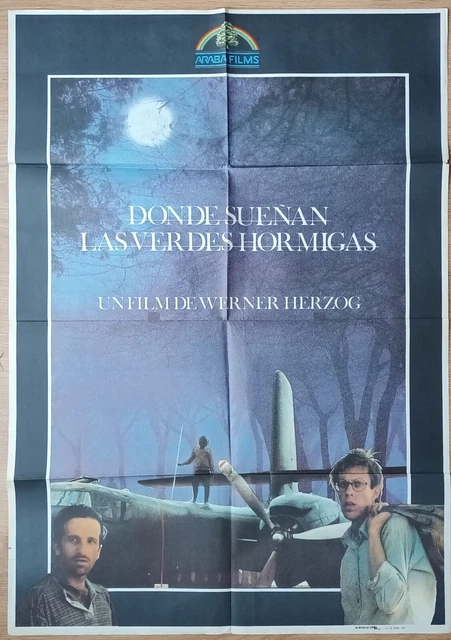 ARABA FILMS
DONDE SUEÑAN
LAS VERDES HORMIGAS
UN FILM DE WERNER HERZOG